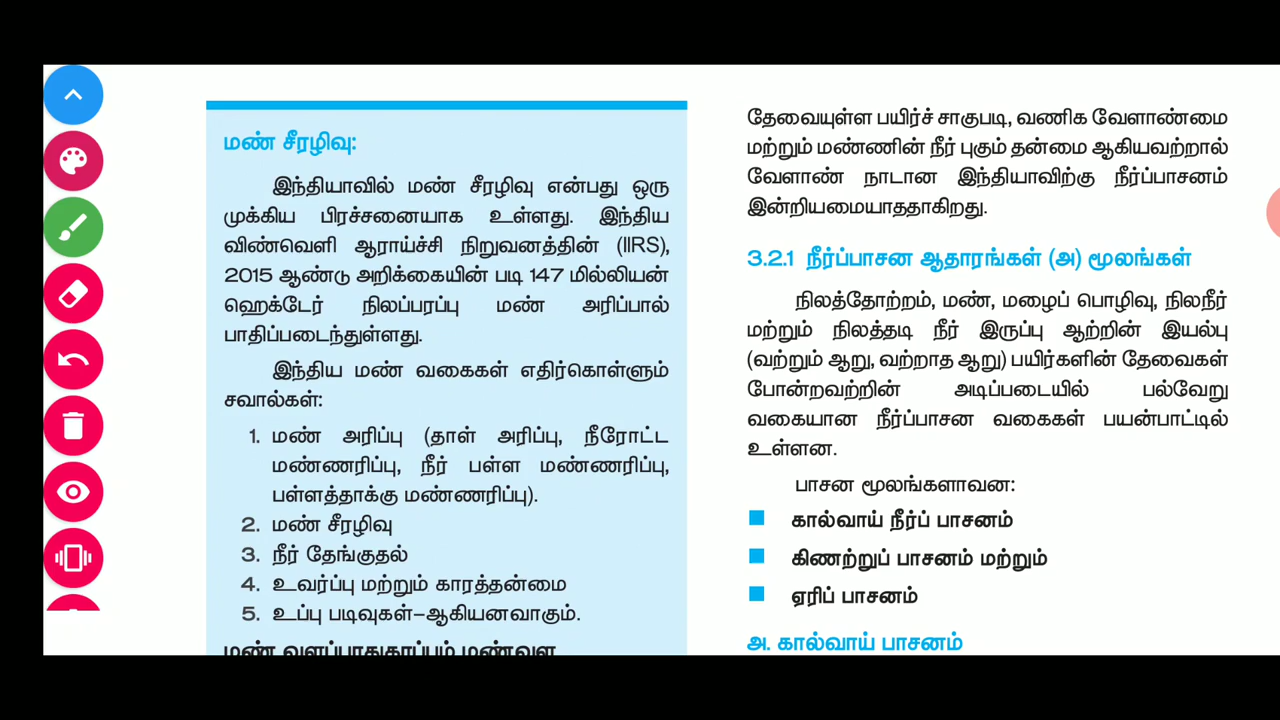 மண் சீரழிவு:
இந்தியாவில் மண் சீரழிவு என்பது ஒரு
முக்கிய பிரச்சனையாக உள்ளது. இந்திய
விண்வெளி ஆராய்ச்சி நிறுவனத்தின் (IIRS),
2015 ஆண்டு அறிக்கையின் படி 147 மில்லியன்
ஹெக்டேர் நிலப்பரப்பு மண் அரிப்பால்
பாதிப்படைந்துள்ளது.
இந்திய மண் வகைகள் எதிர்கொள்ளும்
சவால்கள்:
1. மண் அரிப்பு (தாள் அரிப்பு, நீரோட்ட
மண்ணரிப்பு, நீர் பள்ள மண்ணரிப்பு,
பள்ளத்தாக்கு மண்ணரிப்பு).
2. மண் சீரழிவு
3. நீர் தேங்குதல்
4. உவர்ப்பு மற்றும் காரத்தன்மை
5. உப்பு படிவுகள்–ஆகியனவாகும்.
மண் வளப்பாதுகாப்பும் மண்வள
தேவையுள்ள பயிர்ச் சாகுபடி, வணிக வேளாண்மை
மற்றும் மண்ணின் நீர் புகும் தன்மை ஆகியவற்றால்
வேளாண் நாடான இந்தியாவிற்கு நீர்ப்பாசனம்
இன்றியமையாததாகிறது.
3.2.1 நீர்ப்பாசன ஆதாரங்கள் (அ) மூலங்கள்
நிலத்தோற்றம், மண், மழைப் பொழிவு, நிலநீர்
மற்றும் நிலத்தடி நீர் இருப்பு ஆற்றின் இயல்பு
(வற்றும் ஆறு, வற்றாத ஆறு) பயிர்களின் தேவைகள்
போன்றவற்றின் அடிப்படையில் பல்வேறு
வகையான நீர்ப்பாசன வகைகள் பயன்பாட்டில்
உள்ளன.
பாசன மூலங்களாவன:
கால்வாய் நீர்ப் பாசனம்
கிணற்றுப் பாசனம் மற்றும்
ஏரிப் பாசனம்
அ. கால்வாய் பாசனம்